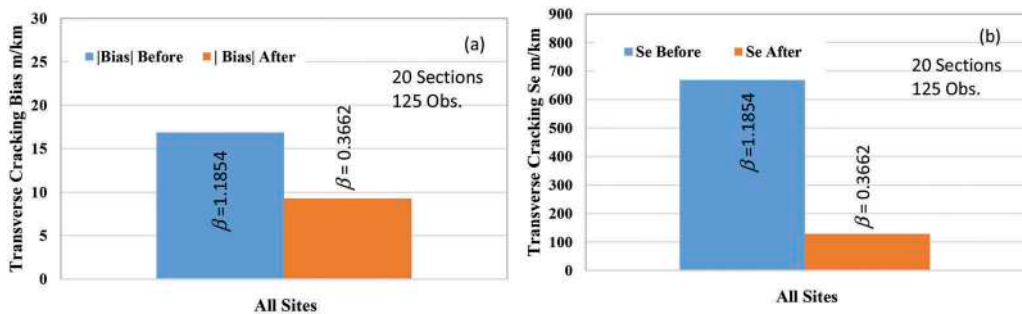 Transverse Cracking Bias m/km
30
25
20
15
10
5
0
|Bias| Before
| Bias| After
(a)
20 Sections
125 Obs.
β=1.1854
β = 0.3662
All Sites
Transverse Cracking Se m/km
900
800
700
600
500
400
300
200
100
0
Se Before
Se After
(b)
20 Sections
125 Obs.
β=1.1854
β = 0.3662
All Sites